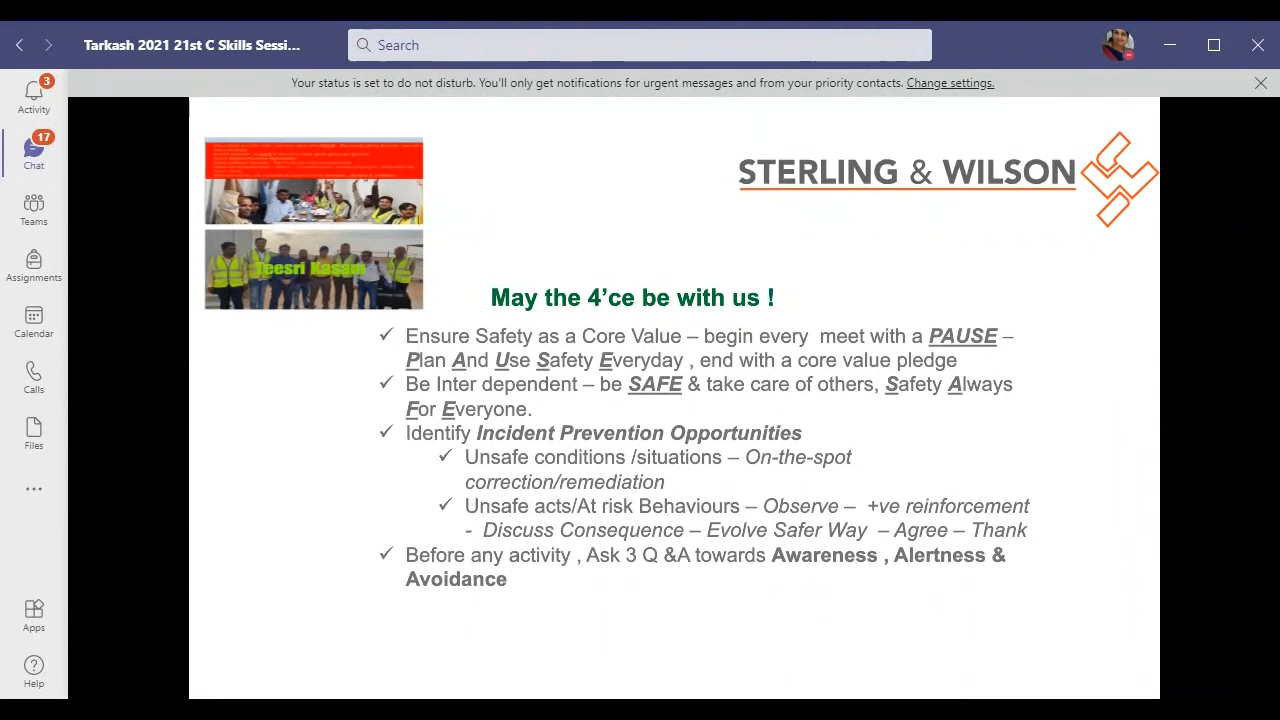 Tarkash 2021 21st C Skills Sessi...
Search
Your status is set to do not disturb. You'll only get notifications for urgent messages and from your priority contacts. Change settings.
3
Activity
17
Chat
Teams
Assignments
Calendar
Calls
Files
Apps
Help
STERLING & WILSON
Teesri Kasam
May the 4'ce be with us !
Ensure Safety as a Core Value – begin every meet with a PAUSE –
Plan And Use Safety Everyday , end with a core value pledge
Be Inter dependent – be SAFE & take care of others, Safety Always
For Everyone.
Identify Incident Prevention Opportunities
Unsafe conditions /situations – On-the-spot
correction/remediation
Unsafe acts/At risk Behaviours – Observe – +ve reinforcement
- Discuss Consequence – Evolve Safer Way – Agree – Thank
Before any activity , Ask 3 Q &A towards Awareness , Alertness &
Avoidance